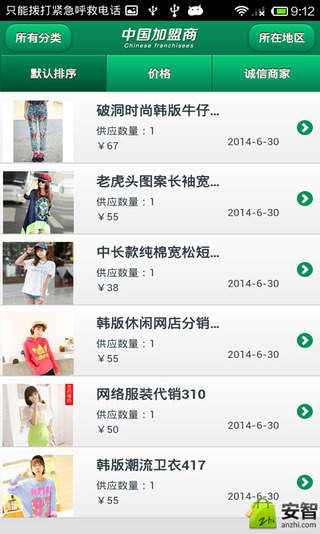 只能拨打紧急呼救电话 9:12
所有分类 中国加盟商 所在地区
Chinese franchisees
默认排序 价格 诚信商家
破洞时尚韩版牛仔...
供应数量：1
￥67 2014-6-30
老虎头图案长袖宽...
供应数量：1
￥55 2014-6-30
中长款纯棉宽松短...
供应数量：1
￥38 2014-6-30
韩版休闲网店分销...
供应数量：1
￥55 2014-6-30
网络服装代销310
供应数量：1
￥50 2014-6-30
韩版潮流卫衣417
供应数量：1
￥55 2014-6-30
安智
anzhi.com